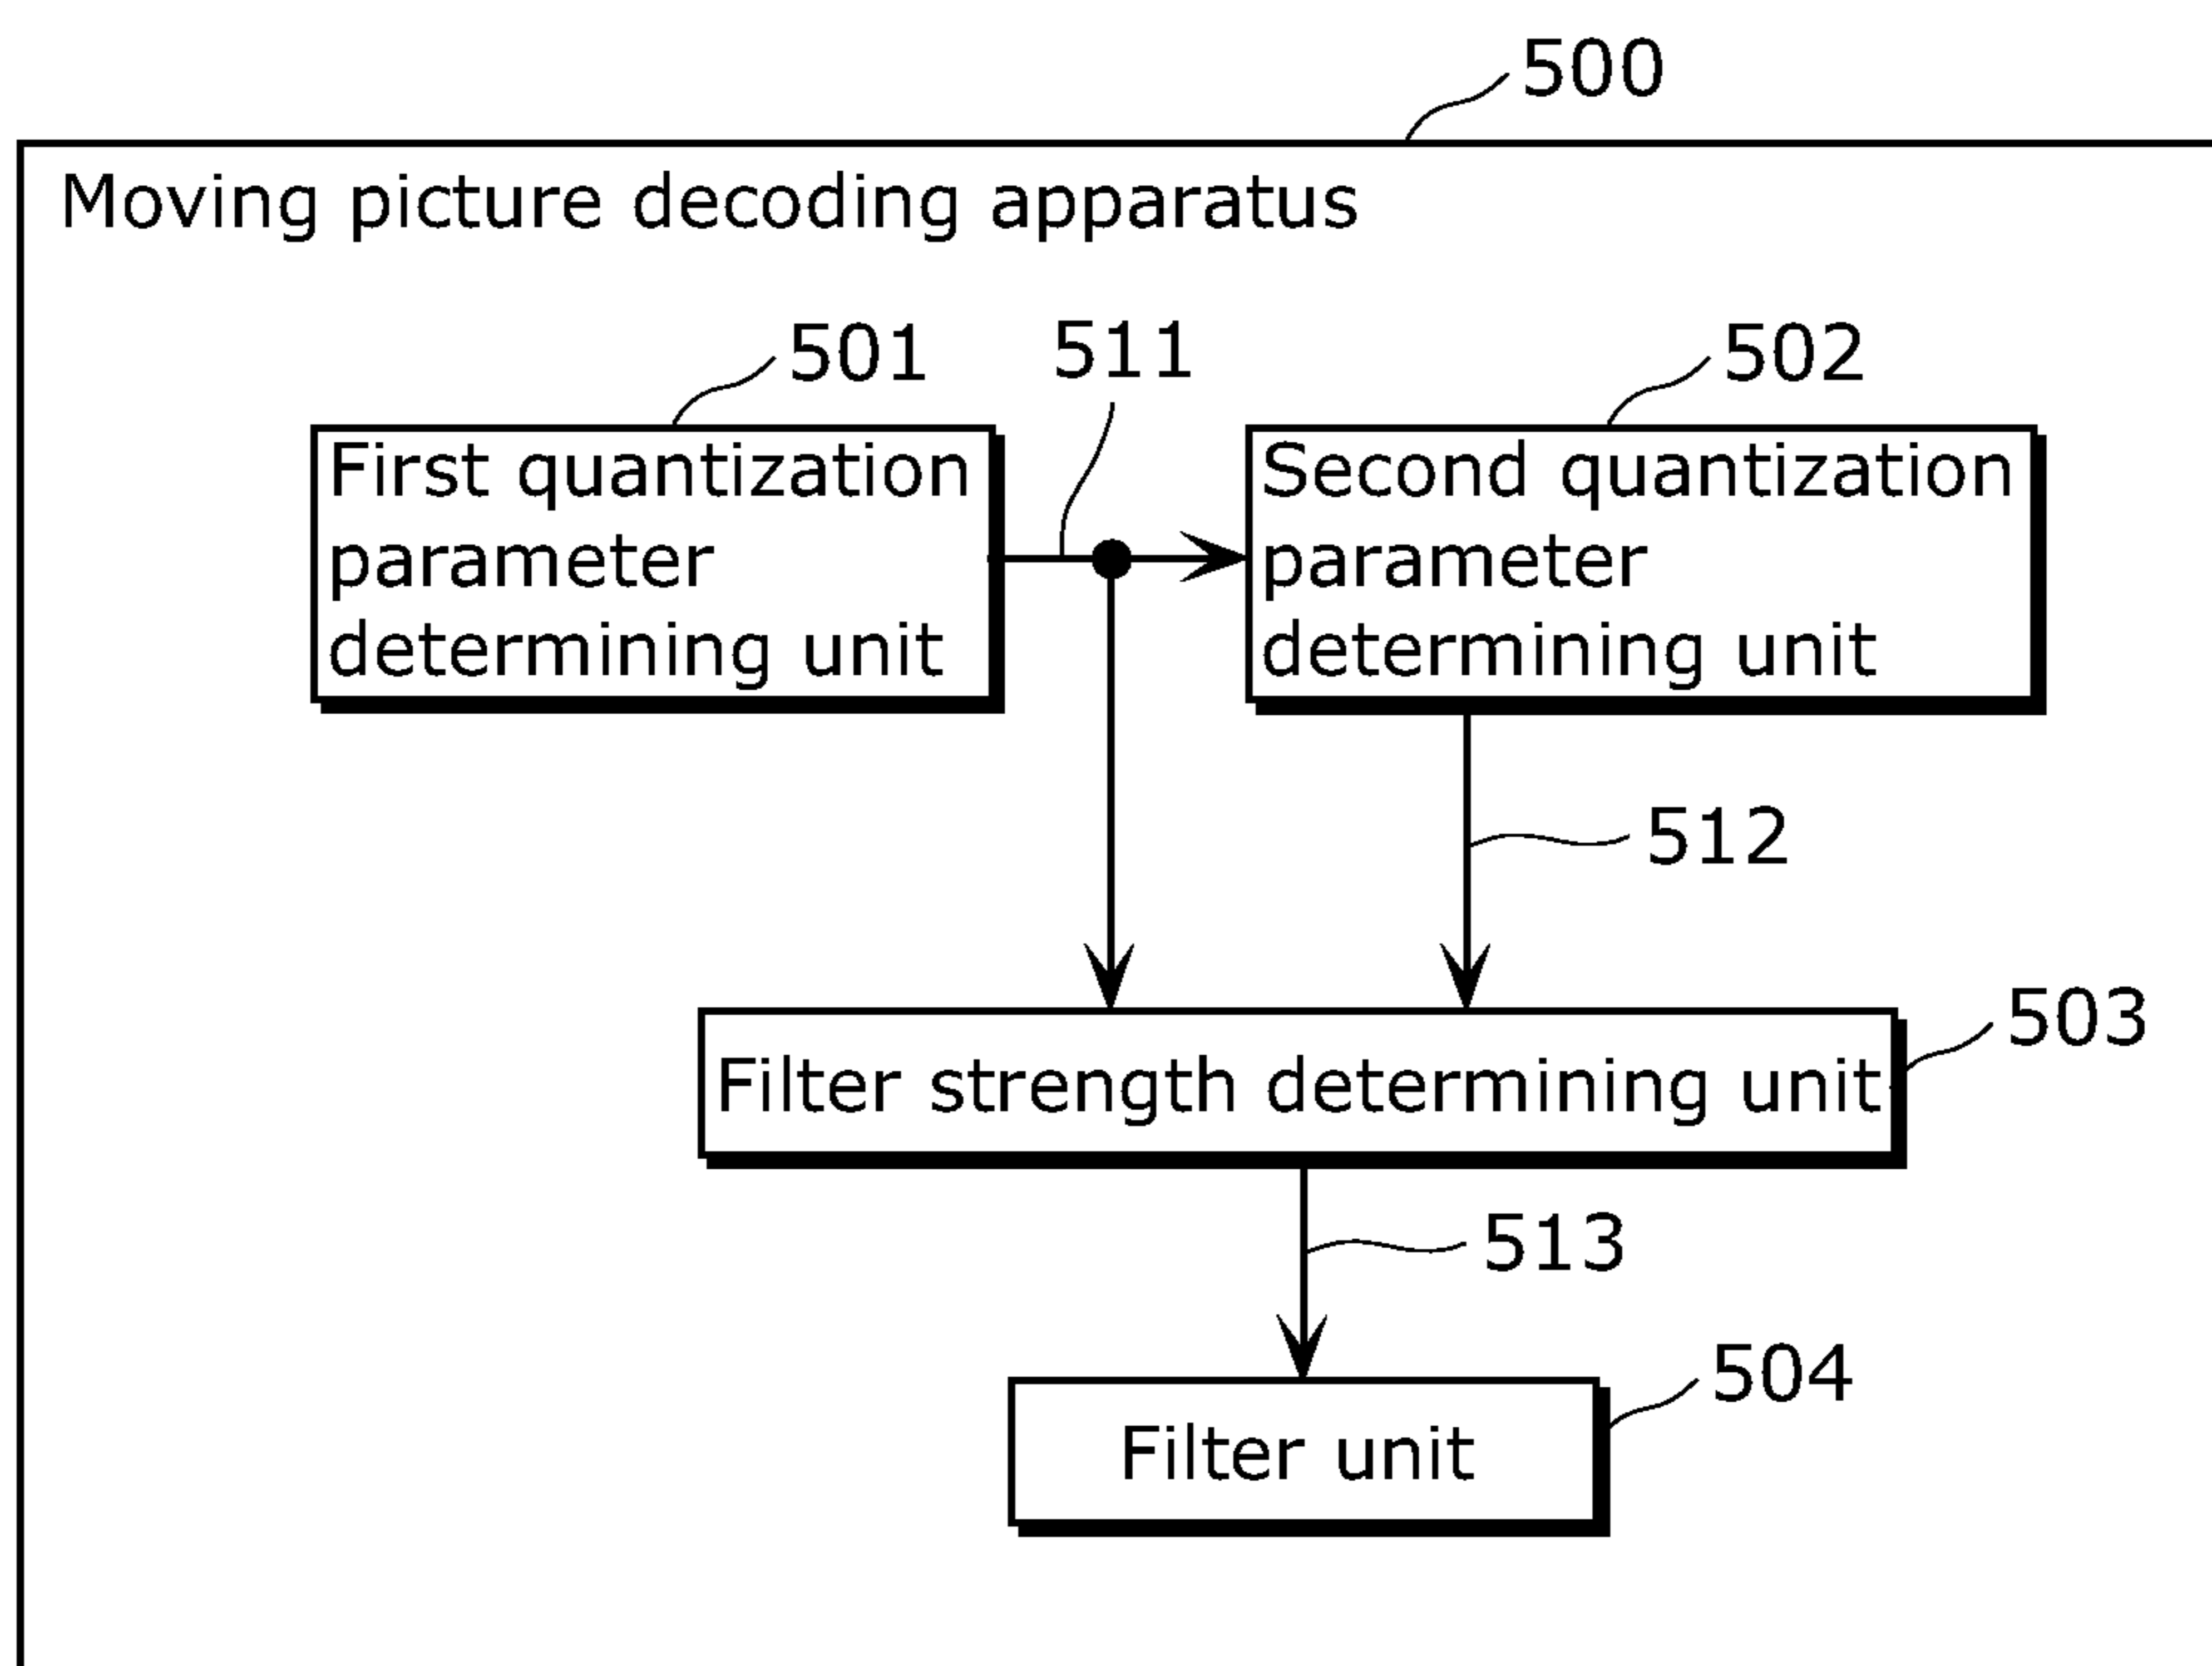 500
Moving picture decoding apparatus
501
511
502
First quantization
parameter
determining unit
Second quantization
parameter
determining unit
512
503
Filter strength determining unit
513
504
Filter unit